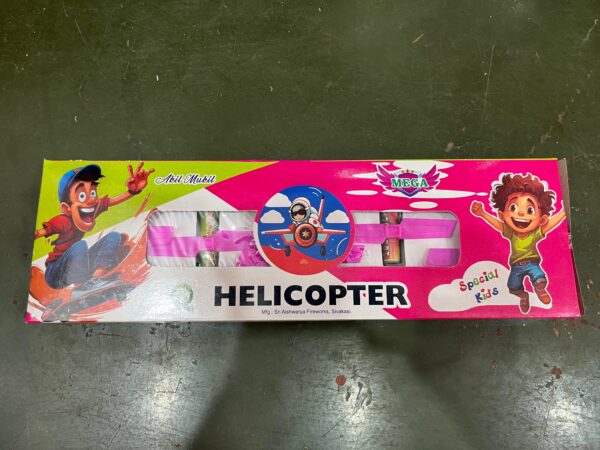 Akil Mukil
MEGA
HELICOPTER
Mfg ; Sri Aishwarya Fireworks, Sivakasi
Special
Kids